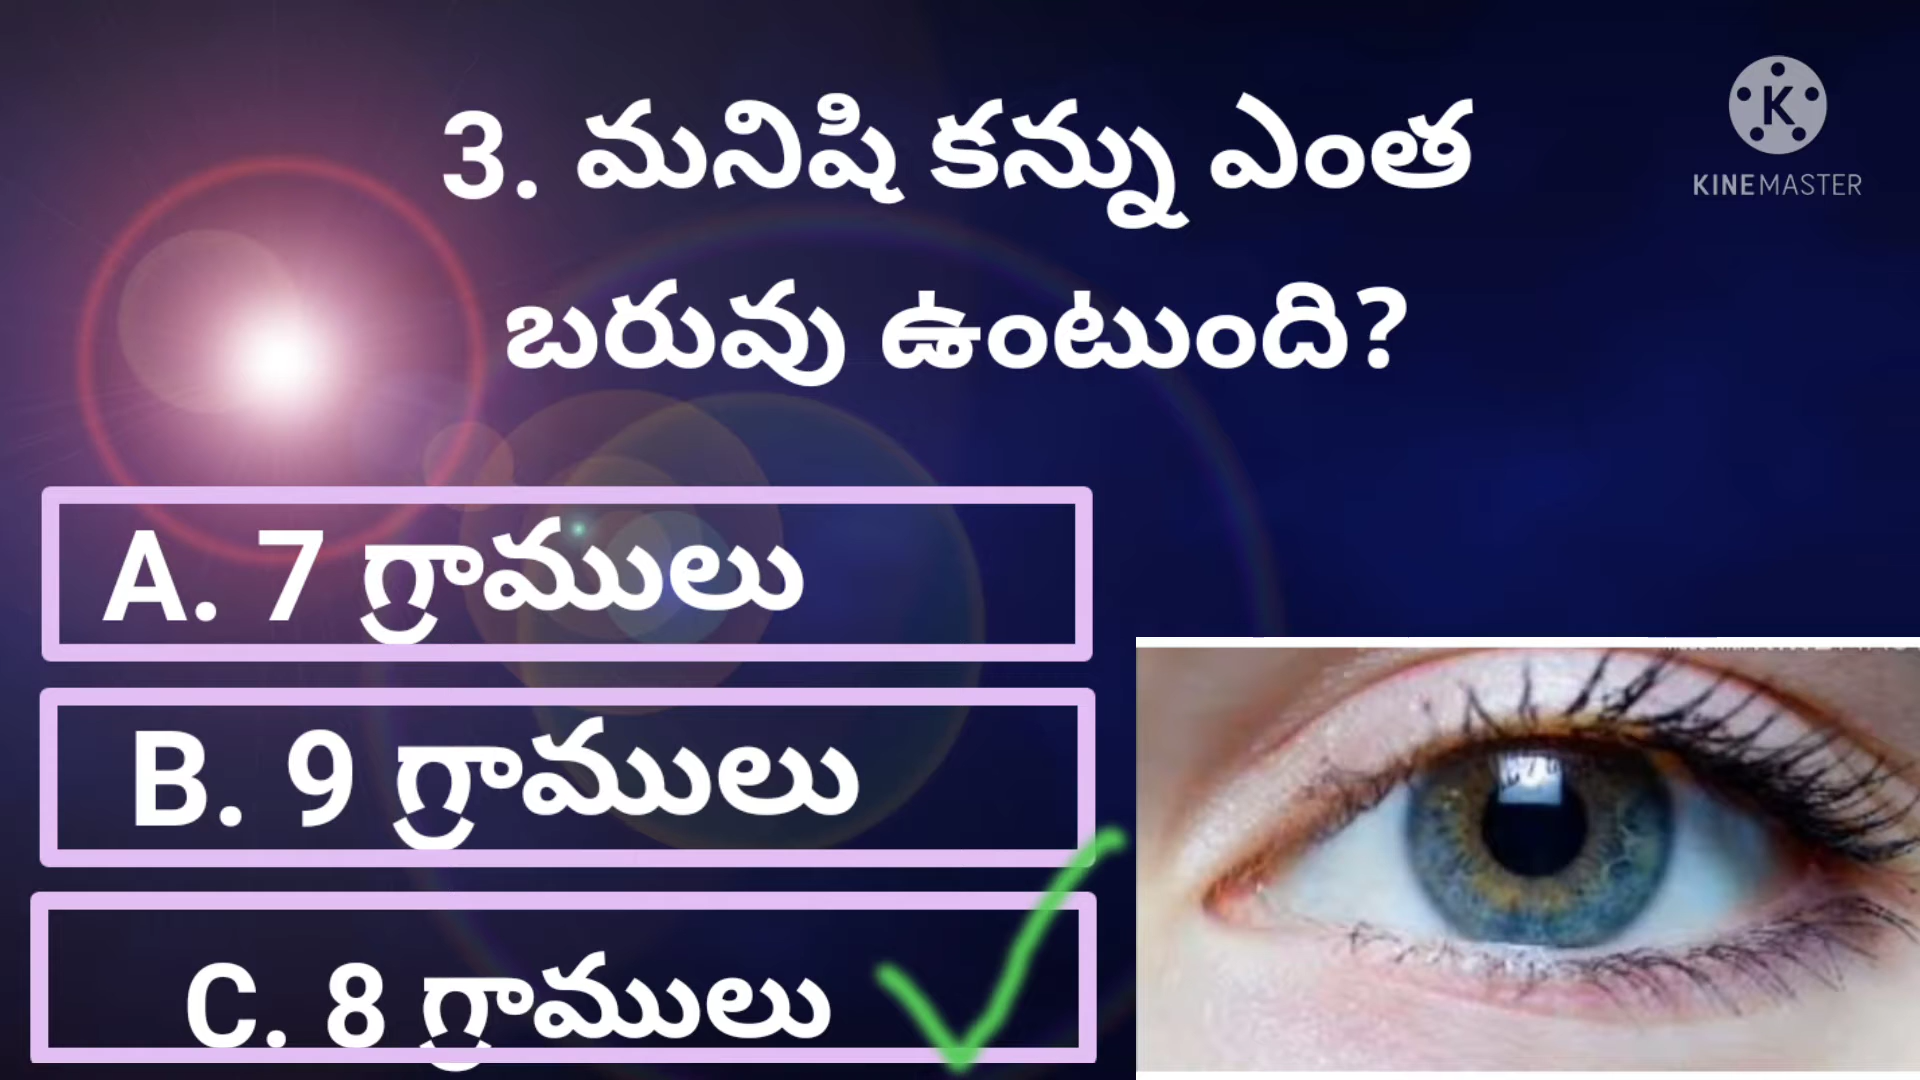 3. మనిషి కన్ను ఎంత
బరువు ఉంటుంది?
KINEMASTER
A. 7 గ్రాములు
B. 9 గ్రాములు
C. 8 గ్రాములు